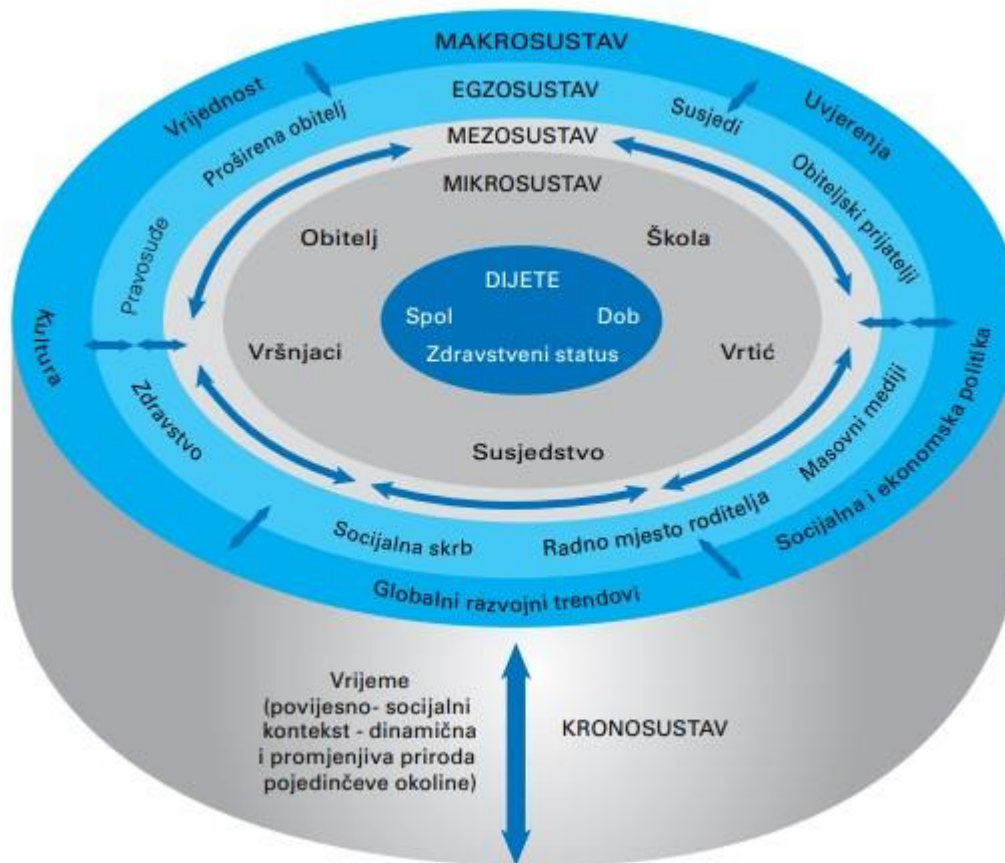 MAKROSUSTAV
Vrijednost
Uvjerenja
EGZOSUSTAV
Proširena obitelj
Susjedi
MEZOSUSTAV
Obiteljski prijatelji
MIKROSUSTAV
Obitelj
Škola
Pravosuđe
DIJETE
Spol
Dob
Zdravstveni status
Kultura
Vršnjaci
Vrtić
Zdravstvo
Masovni mediji
Socijalna i ekonomska politika
Susjedstvo
Socijalna skrb
Radno mjesto roditelja
Globalni razvojni trendovi
Vrijeme
(povijesno- socijalni
kontekst - dinamična
i promjenjiva priroda
pojedinčeve okoline)
KRONOSUSTAV